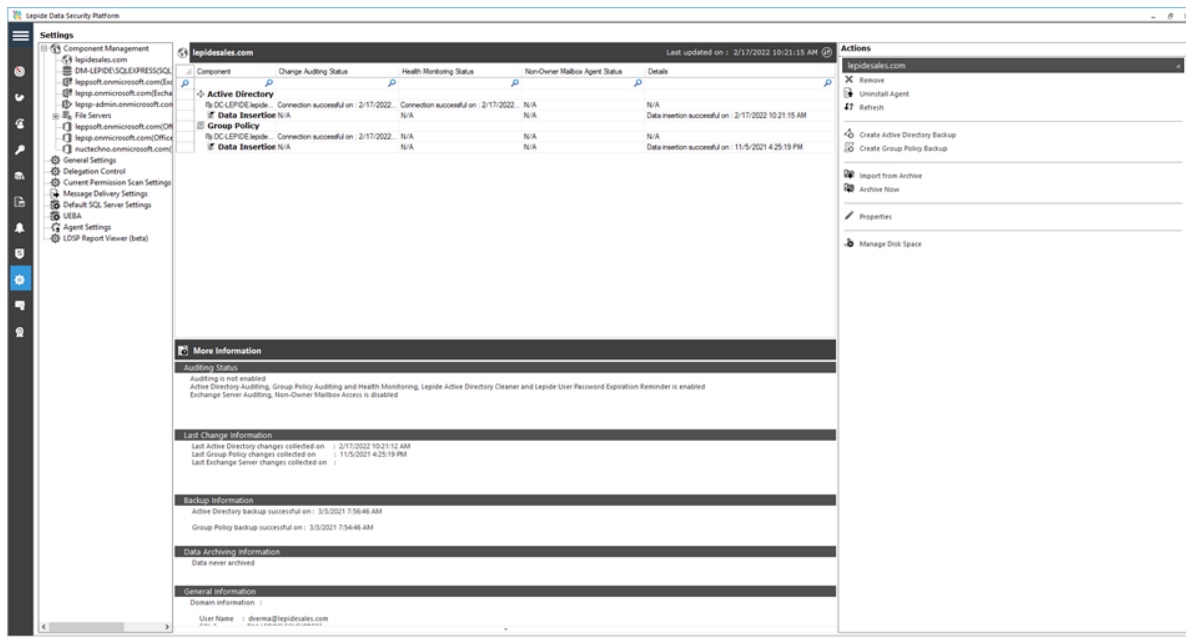 Lepide Data Security Platform
Settings
Component Management
lepidesales.com
DM-LEPIDE\SQLEXPRESS(SQL
leppsoft.onmicrosoft.com(Exc
lepsp.onmicrosoft.com(Excha
lepsp-admin.onmicrosoft.com
File Servers
leppsoft.onmicrosoft.com(Off
lepsp.onmicrosoft.com(Office
nuctechno.onmicrosoft.com(
General Settings
Delegation Control
Current Permission Scan Settings
Message Delivery Settings
Default SQL Server Settings
UEBA
Agent Settings
LDSP Report Viewer (beta)
lepidesales.com Last updated on : 2/17/2022 10:21:15 AM
Component Change Auditing Status Health Monitoring Status Non-Owner Mailbox Agent Status Details
Active Directory
DC-LEPIDE.lepide... Connection successful on : 2/17/2022... Connection successful on : 2/17/2022... N/A N/A
Data Insertion N/A N/A N/A Data insertion successful on : 2/17/2022 10:21:15 AM
Group Policy
DC-LEPIDE.lepide... Connection successful on : 2/17/2022... N/A N/A N/A
Data Insertion N/A N/A N/A Data insertion successful on : 11/5/2021 4:25:19 PM
More Information
Auditing Status
Auditing is not enabled
Active Directory Auditing, Group Policy Auditing and Health Monitoring, Lepide Active Directory Cleaner and Lepide User Password Expiration Reminder is enabled
Exchange Server Auditing, Non-Owner Mailbox Access is disabled
Last Change Information
Last Active Directory changes collected on : 2/17/2022 10:21:12 AM
Last Group Policy changes collected on : 11/5/2021 4:25:19 PM
Last Exchange Server changes collected on :
Backup Information
Active Directory backup successful on : 3/3/2021 7:56:46 AM
Group Policy backup successful on : 3/3/2021 7:54:46 AM
Data Archiving Information
Data never archived
General Information
Domain information :
User Name : dverma@lepidesales.com
Actions
lepidesales.com
Remove
Uninstall Agent
Refresh
Create Active Directory Backup
Create Group Policy Backup
Import from Archive
Archive Now
Properties
Manage Disk Space